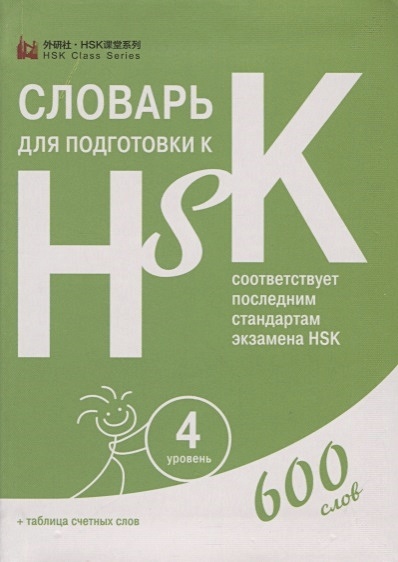 外研社·HSK课堂系列
HSK Class Series
СЛОВАРЬ
ДЛЯ ПОДГОТОВКИ К
HSK
соответствует
последним
стандартам
экзамена HSK
4
уровень
600
слов
+ таблица счетных слов